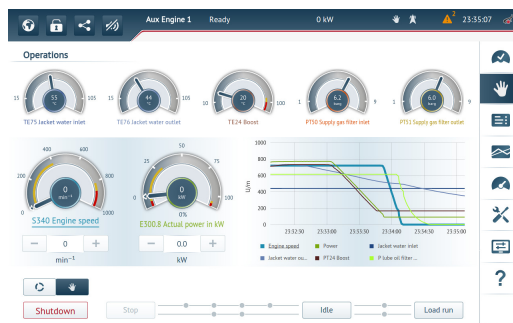 Aux Engine 1 Ready 0 kW 2 23:35:07
Operations
15 55 °C 105
TE75 Jacket water inlet
15 44 °C 105
TE76 Jacket water outlet
10 20 °C 100
TE24 Boost
1 6.2 barg 9
PT50 Supply gas filter inlet
1 6.0 barg 9
PT51 Supply gas filter outlet
0 200 400 600 800 1000
0 min⁻¹
S340 Engine speed
0 25 50 75 100
0 kW
0%
E300.8 Actual power in kW
− 0 +
min⁻¹
− 0.0 +
kW
U/m
1000
800
600
400
200
0
23:32:30 23:33:00 23:33:30 23:34:00 23:34:30 23:35:00
Engine speed Power Jacket water inlet
Jacket water ou... PT24 Boost P lube oil filter ...
Shutdown Stop Idle Load run
?